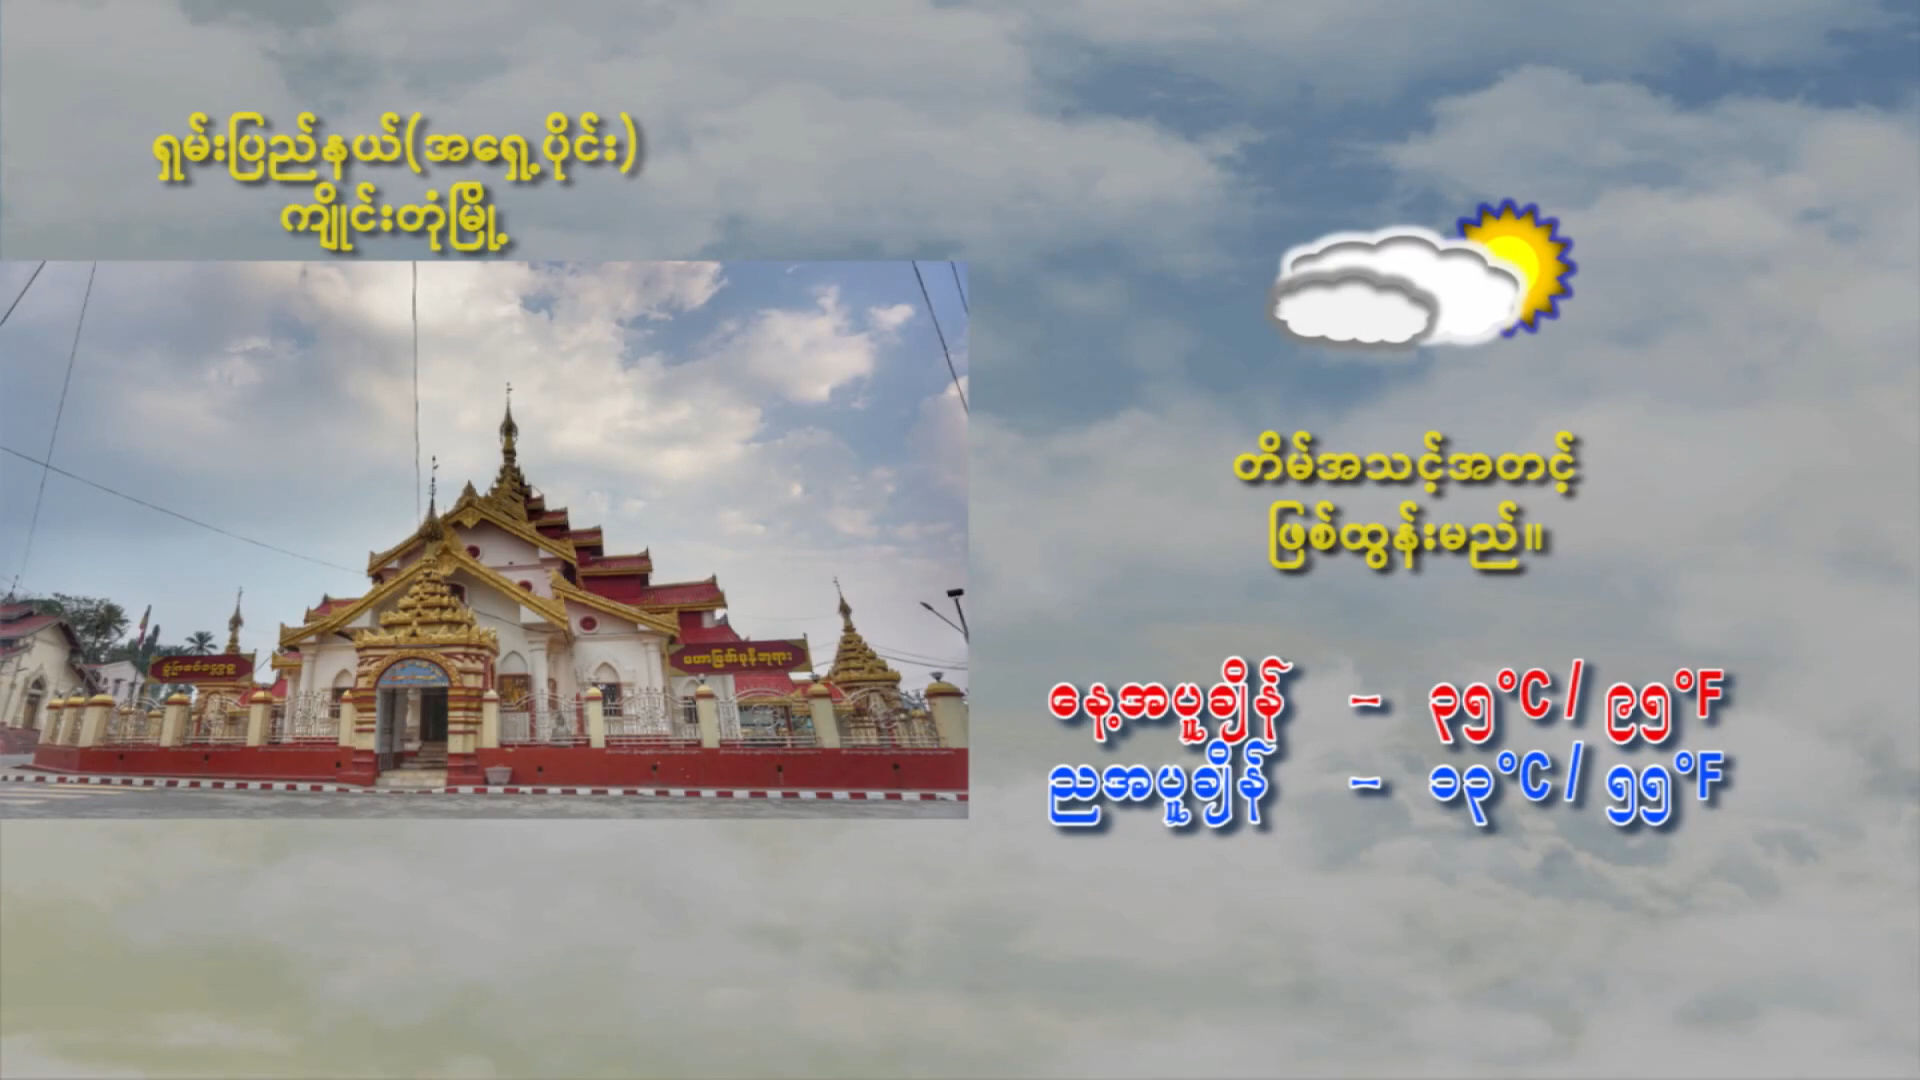 ရှမ်းပြည်နယ်(အရှေ့ပိုင်း)
ကျိုင်းတုံမြို့
တိမ်အသင့်အတင့်
ဖြစ်ထွန်းမည်။
နေ့အပူချိန် - ၃၅°C / ၉၅°F
ညအပူချိန် - ၁၃°C / ၅၅°F